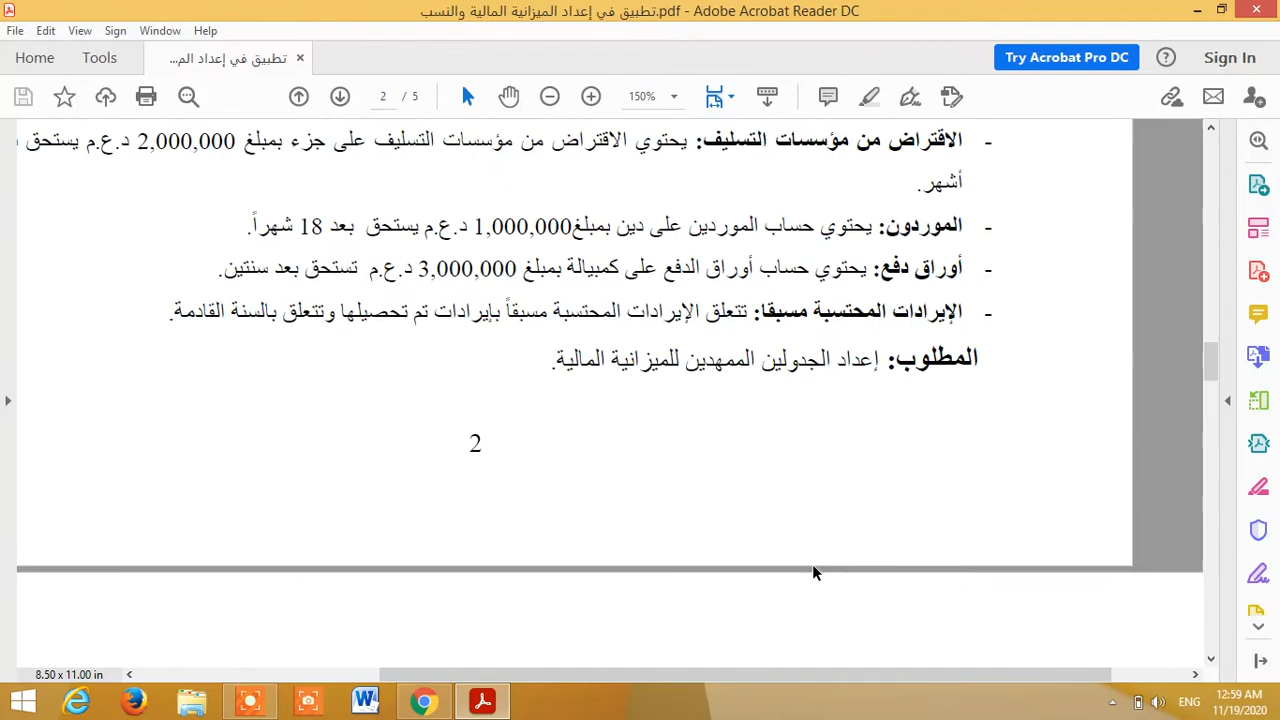 تطبيق في إعداد الميزانية المالية والنسب.pdf - Adobe Acrobat Reader DC
File Edit View Sign Window Help
Home Tools تطبيق في إعداد الم... × Try Acrobat Pro DC Sign In
2 / 5 150%
- الاقتراض من مؤسسات التسليف: يحتوي الاقتراض من مؤسسات التسليف على جزء بمبلغ 2,000,000 د.ع.م يستحق
أشهر.
- الموردون: يحتوي حساب الموردين على دين بمبلغ1,000,000 د.ع.م يستحق بعد 18 شهراً.
- أوراق دفع: يحتوي حساب أوراق الدفع على كمبيالة بمبلغ 3,000,000 د.ع.م تستحق بعد سنتين.
- الإيرادات المحتسبة مسبقا: تتعلق الإيرادات المحتسبة مسبقاً بإيرادات تم تحصيلها وتتعلق بالسنة القادمة.
المطلوب: إعداد الجدولين الممهدين للميزانية المالية.
2
8.50 x 11.00 in
ENG 12:59 AM
11/19/2020